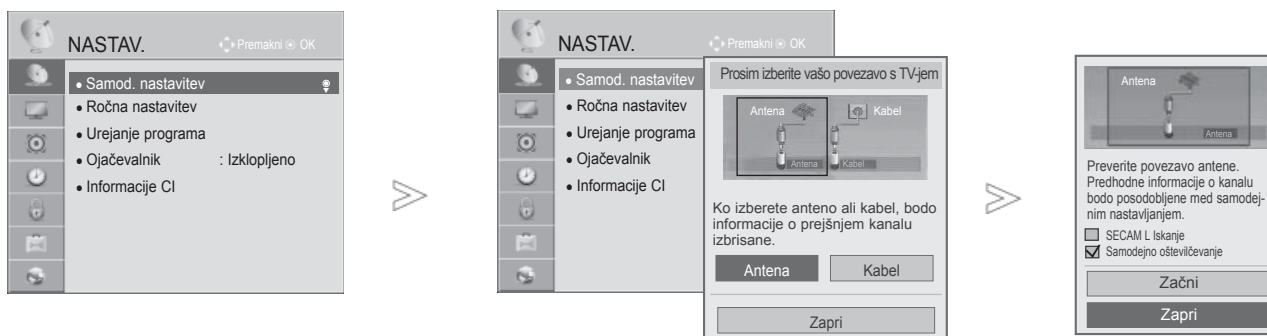 NASTAV.
Premakni OK
• Samod. nastavitev
• Ročna nastavitev
• Urejanje programa
• Ojačevalnik : Izklopljeno
• Informacije CI
NASTAV.
Premakni OK
• Samod. nastavitev
• Ročna nastavitev
• Urejanje programa
• Ojačevalnik
• Informacije CI
Prosim izberite vašo povezavo s TV-jem
Antena Kabel
Antena Kabel
Ko izberete anteno ali kabel, bodo
informacije o prejšnjem kanalu
izbrisane.
Antena Kabel
Zapri
Antena
Antena
Preverite povezavo antene.
Predhodne informacije o kanalu
bodo posodobljene med samodej-
nim nastavljanjem.
SECAM L Iskanje
Samodejno oštevilčevanje
Začni
Zapri